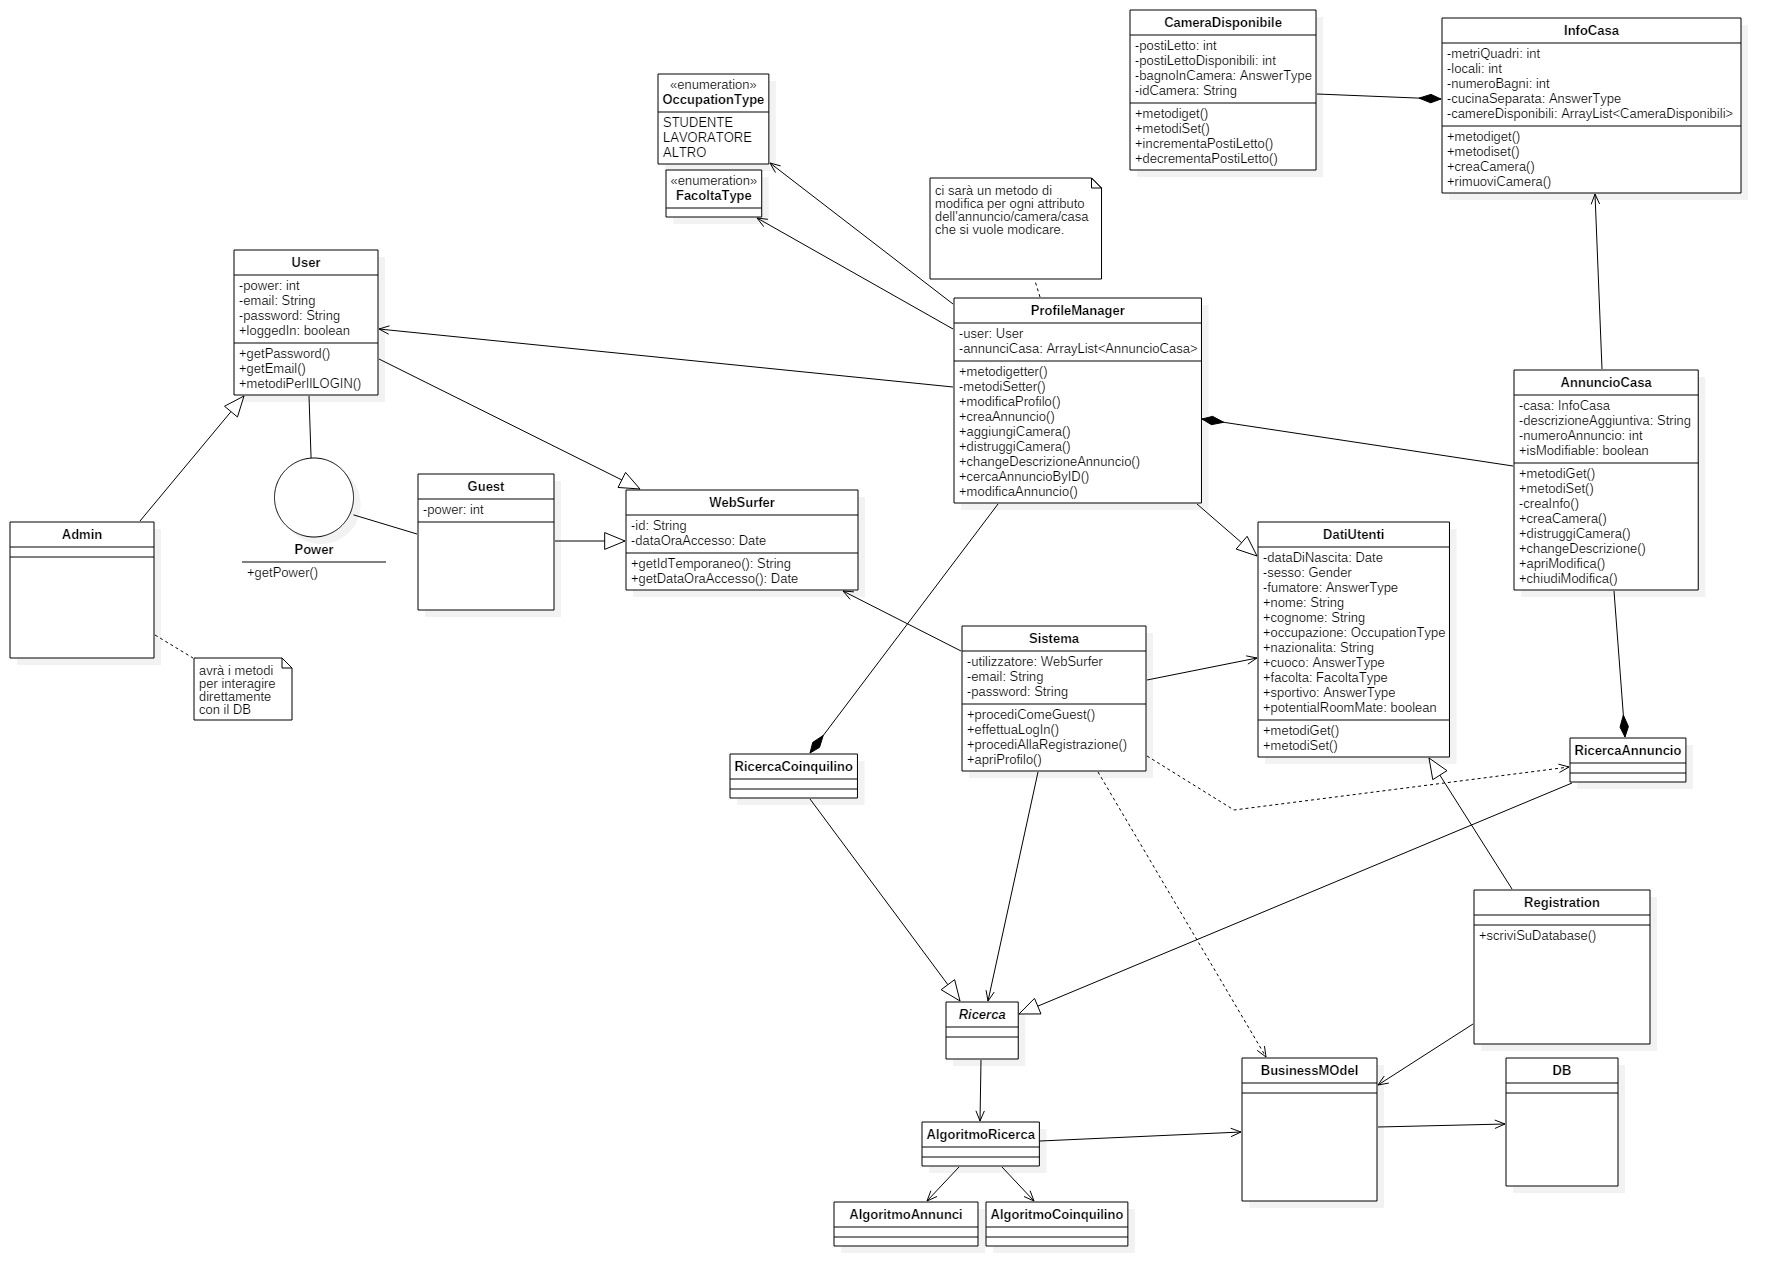 CameraDisponibile
-postiLetto: int
-postiLettoDisponibili: int
-bagnoInCamera: AnswerType
-idCamera: String
+metodiget()
+metodiSet()
+incrementaPostiLetto()
+decrementaPostiLetto()
InfoCasa
-metriQuadri: int
-locali: int
-numeroBagni: int
-cucinaSeparata: AnswerType
-camereDisponibili: ArrayList<CameraDisponibili>
+metodiget()
+metodiset()
+creaCamera()
+rimuoviCamera()
«enumeration»
OccupationType
STUDENTE
LAVORATORE
ALTRO
«enumeration»
FacoltaType
ci sarà un metodo di
modifica per ogni attributo
dell'annuncio/camera/casa
che si vuole modicare.
User
-power: int
-email: String
-password: String
+loggedIn: boolean
+getPassword()
+getEmail()
+metodiPerIlLOGIN()
ProfileManager
-user: User
-annunciCasa: ArrayList<AnnuncioCasa>
+metodigetter()
-metodiSetter()
+modificaProfilo()
+creaAnnuncio()
+aggiungiCamera()
+distruggiCamera()
+changeDescrizioneAnnuncio()
+cercaAnnuncioByID()
+modificaAnnuncio()
AnnuncioCasa
-casa: InfoCasa
-descrizioneAggiuntiva: String
-numeroAnnuncio: int
+isModifiable: boolean
+metodiGet()
+metodiSet()
-creaInfo()
+creaCamera()
+distruggiCamera()
+changeDescrizione()
+apriModifica()
+chiudiModifica()
Power
+getPower()
Guest
-power: int
WebSurfer
-id: String
-dataOraAccesso: Date
+getIdTemporaneo(): String
+getDataOraAccesso(): Date
Admin
avrà i metodi
per interagire
direttamente
con il DB
DatiUtenti
-dataDiNascita: Date
-sesso: Gender
-fumatore: AnswerType
+nome: String
+cognome: String
+occupazione: OccupationType
+nazionalita: String
+cuoco: AnswerType
+facolta: FacoltaType
+sportivo: AnswerType
+potentialRoomMate: boolean
+metodiGet()
+metodiSet()
Sistema
-utilizzatore: WebSurfer
-email: String
-password: String
+procediComeGuest()
+effettuaLogIn()
+procediAllaRegistrazione()
+apriProfilo()
RicercaCoinquilino
RicercaAnnuncio
Registration
+scriviSuDatabase()
Ricerca
BusinessMOdel
DB
AlgoritmoRicerca
AlgoritmoAnnunci
AlgoritmoCoinquilino